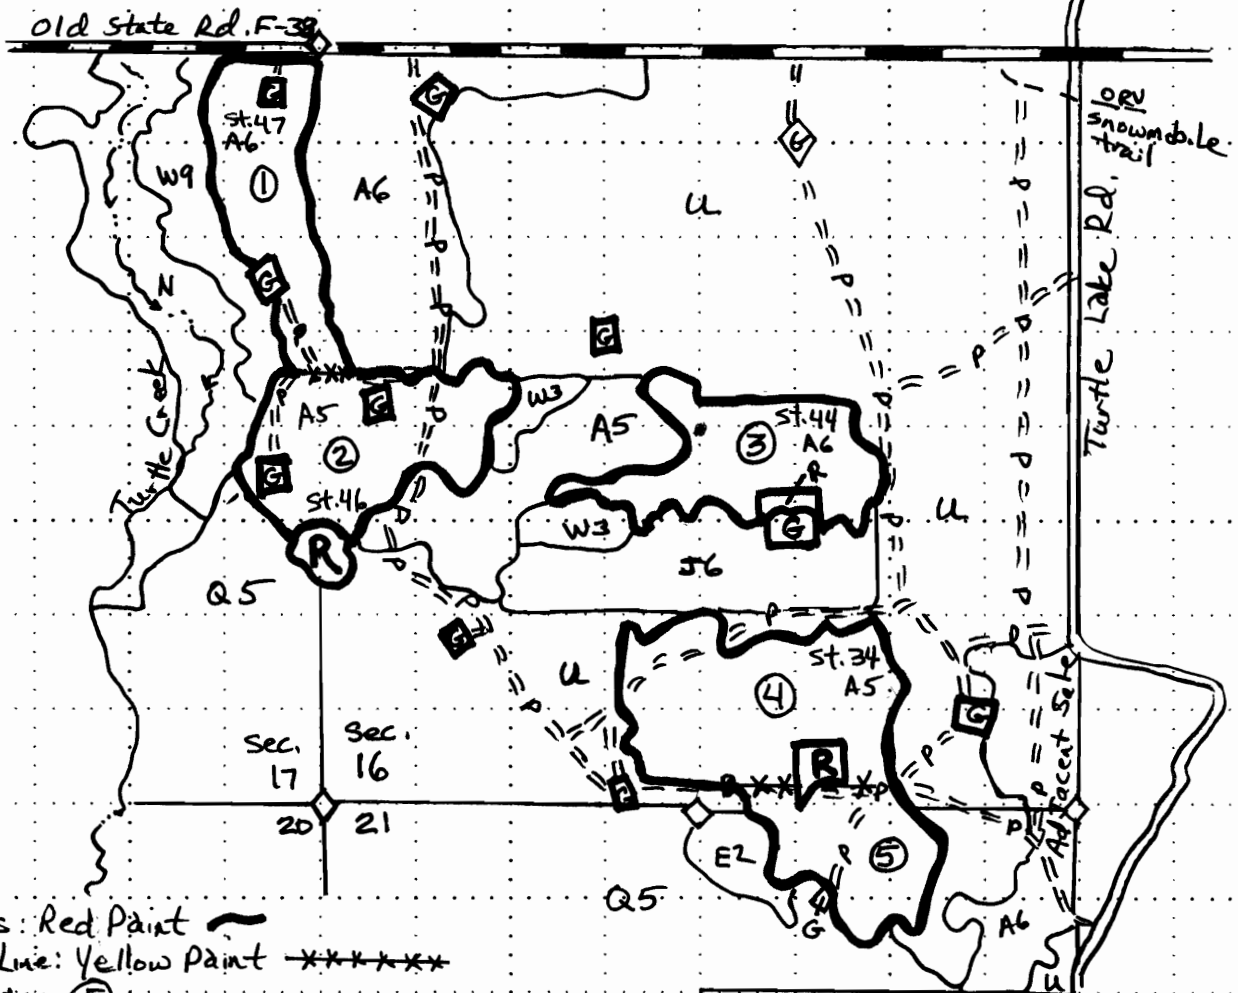 Old State Rd. F-38
G
G
ORV
Snowmobile
trail
St.47
A6
W9
1
A6
P
U
G
P
Turtle Lake Rd.
G
N
P
P
P
G
P
P
P
P
Turtle Creek
P
A5
G
P
W3
A5
3
St.44
A6
R
2
G
St.46
U
P
R
P
W3
G
P
Q5
P
J6
P
P
P
G
U
St.34
A5
4
G
Sec.
17
Sec.
16
P
R
P
P
P
P
Adjacent Sale
20
21
E2
P
5
P
Q5
G
A6
U
s: Red Paint
Line: Yellow Paint
5